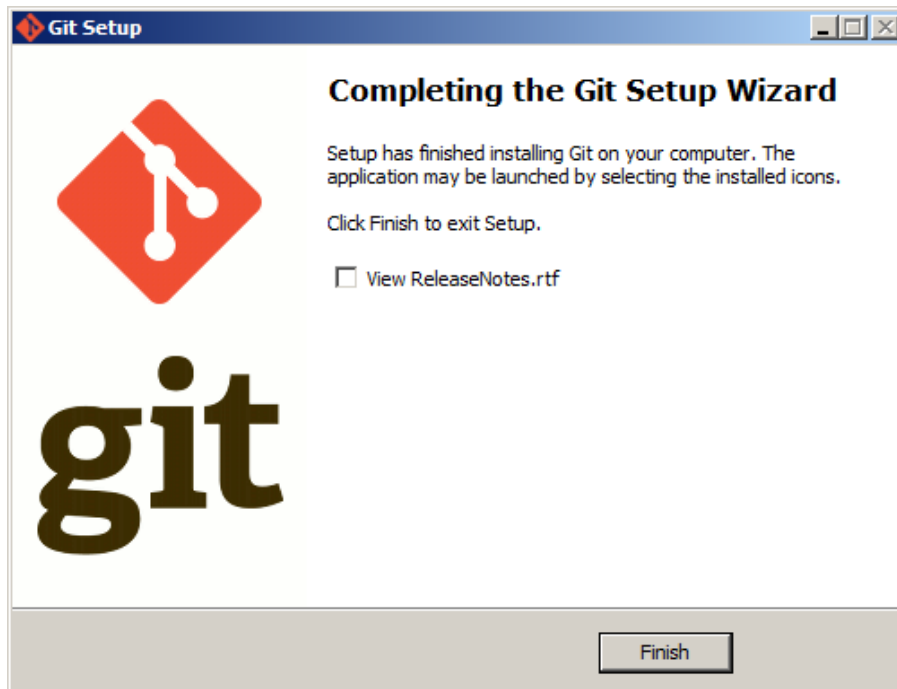 Git Setup
Completing the Git Setup Wizard
Setup has finished installing Git on your computer. The
application may be launched by selecting the installed icons.
Click Finish to exit Setup.
View ReleaseNotes.rtf
git
Finish